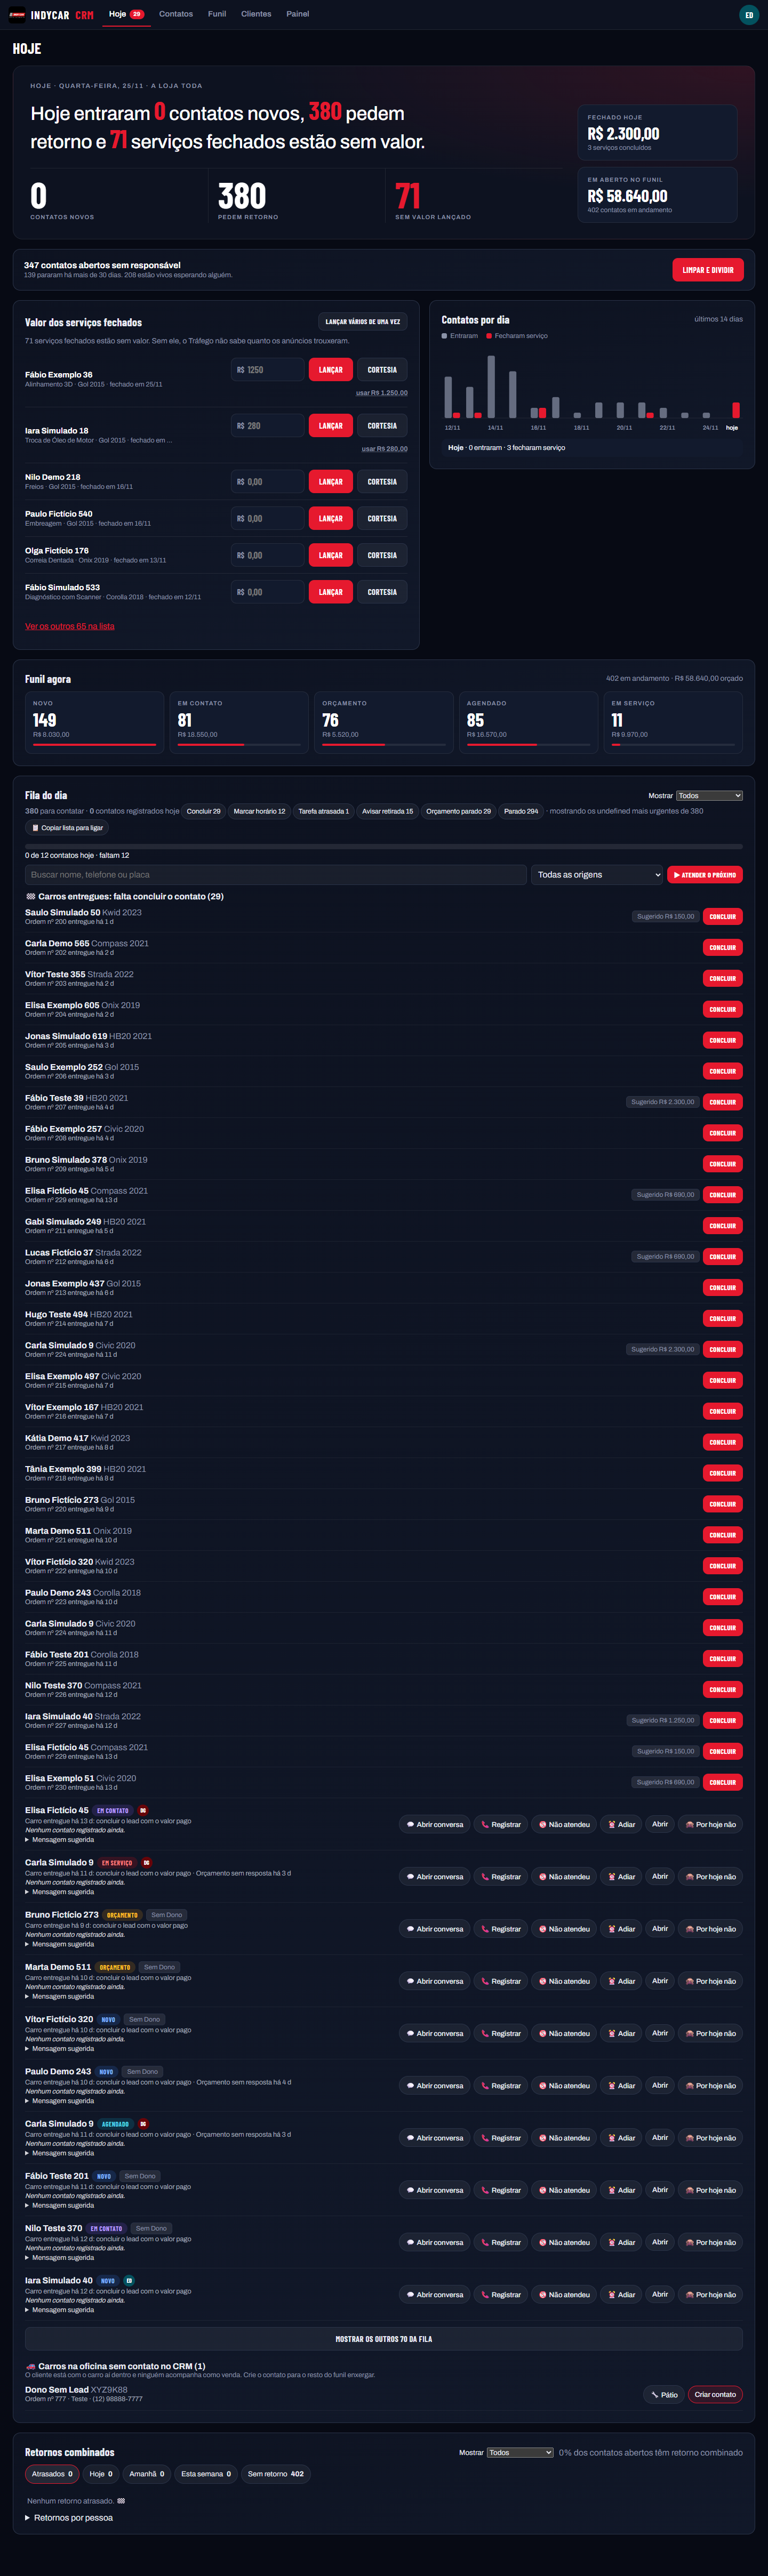 INDYCAR CRM
Hoje 29
Contatos
Funil
Clientes
Painel
ED
HOJE
HOJE · QUARTA-FEIRA, 25/11 · A LOJA TODA
Hoje entraram 0 contatos novos, 380 pedem
retorno e 71 serviços fechados estão sem valor.
0
CONTATOS NOVOS
380
PEDEM RETORNO
71
SEM VALOR LANÇADO
FECHADO HOJE
R$ 2.300,00
3 serviços concluídos
EM ABERTO NO FUNIL
R$ 58.640,00
402 contatos em andamento
347 contatos abertos sem responsável
139 pararam há mais de 30 dias. 208 estão vivos esperando alguém.
LIMPAR E DIVIDIR
Valor dos serviços fechados
LANÇAR VÁRIOS DE UMA VEZ
71 serviços fechados estão sem valor. Sem ele, o Tráfego não sabe quanto os anúncios trouxeram.
Fábio Exemplo 36
Alinhamento 3D · Gol 2015 · fechado em 25/11
R$ 1250 LANÇAR CORTESIA
usar R$ 1.250,00
Iara Simulado 18
Troca de Óleo de Motor · Gol 2015 · fechado em ...
R$ 280 LANÇAR CORTESIA
usar R$ 280,00
Nilo Demo 218
Freios · Gol 2015 · fechado em 16/11
R$ 0,00 LANÇAR CORTESIA
Paulo Fictício 540
Embreagem · Gol 2015 · fechado em 16/11
R$ 0,00 LANÇAR CORTESIA
Olga Fictício 176
Correia Dentada · Onix 2019 · fechado em 13/11
R$ 0,00 LANÇAR CORTESIA
Fábio Simulado 533
Diagnóstico com Scanner · Corolla 2018 · fechado em 12/11
R$ 0,00 LANÇAR CORTESIA
Ver os outros 65 na lista
Contatos por dia
últimos 14 dias
Entraram Fecharam serviço
12/11 14/11 16/11 18/11 20/11 22/11 24/11 hoje
Hoje · 0 entraram · 3 fecharam serviço
Funil agora
402 em andamento · R$ 58.640,00 orçado
NOVO
149
R$ 8.030,00
EM CONTATO
81
R$ 18.550,00
ORÇAMENTO
76
R$ 5.520,00
AGENDADO
85
R$ 16.570,00
EM SERVIÇO
11
R$ 9.970,00
Fila do dia
Mostrar Todos
380 para contatar · 0 contatos registrados hoje Concluir 29 Marcar horário 12 Tarefa atrasada 1 Avisar retirada 15 Orçamento parado 29 Parado 294 · mostrando os undefined mais urgentes de 380
Copiar lista para ligar
0 de 12 contatos hoje · faltam 12
Buscar nome, telefone ou placa
Todas as origens
▶ ATENDER O PRÓXIMO
Carros entregues: falta concluir o contato (29)
Saulo Simulado 50 Kwid 2023
Ordem nº 200 entregue há 1 d
Sugerido R$ 150,00 CONCLUIR
Carla Demo 565 Compass 2021
Ordem nº 202 entregue há 2 d
CONCLUIR
Vítor Teste 355 Strada 2022
Ordem nº 203 entregue há 2 d
CONCLUIR
Elisa Exemplo 605 Onix 2019
Ordem nº 204 entregue há 2 d
CONCLUIR
Jonas Simulado 619 HB20 2021
Ordem nº 205 entregue há 3 d
CONCLUIR
Saulo Exemplo 252 Gol 2015
Ordem nº 206 entregue há 3 d
CONCLUIR
Fábio Teste 39 HB20 2021
Ordem nº 207 entregue há 4 d
Sugerido R$ 2.300,00 CONCLUIR
Fábio Exemplo 257 Civic 2020
Ordem nº 208 entregue há 4 d
CONCLUIR
Bruno Simulado 378 Onix 2019
Ordem nº 209 entregue há 5 d
CONCLUIR
Elisa Fictício 45 Compass 2021
Ordem nº 229 entregue há 13 d
Sugerido R$ 690,00 CONCLUIR
Gabi Simulado 249 HB20 2021
Ordem nº 211 entregue há 5 d
CONCLUIR
Lucas Fictício 37 Strada 2022
Ordem nº 212 entregue há 6 d
Sugerido R$ 690,00 CONCLUIR
Jonas Exemplo 437 Gol 2015
Ordem nº 213 entregue há 6 d
CONCLUIR
Hugo Teste 494 HB20 2021
Ordem nº 214 entregue há 7 d
CONCLUIR
Carla Simulado 9 Civic 2020
Ordem nº 224 entregue há 11 d
Sugerido R$ 2.300,00 CONCLUIR
Elisa Exemplo 497 Civic 2020
Ordem nº 215 entregue há 7 d
CONCLUIR
Vítor Exemplo 167 HB20 2021
Ordem nº 216 entregue há 7 d
CONCLUIR
Kátia Demo 417 Kwid 2023
Ordem nº 217 entregue há 8 d
CONCLUIR
Tânia Exemplo 399 HB20 2021
Ordem nº 218 entregue há 8 d
CONCLUIR
Bruno Fictício 273 Gol 2015
Ordem nº 220 entregue há 9 d
CONCLUIR
Marta Demo 511 Onix 2019
Ordem nº 221 entregue há 10 d
CONCLUIR
Vítor Fictício 320 Kwid 2023
Ordem nº 222 entregue há 10 d
CONCLUIR
Paulo Demo 243 Corolla 2018
Ordem nº 223 entregue há 10 d
CONCLUIR
Carla Simulado 9 Civic 2020
Ordem nº 224 entregue há 11 d
CONCLUIR
Fábio Teste 201 Corolla 2018
Ordem nº 225 entregue há 11 d
CONCLUIR
Nilo Teste 370 Compass 2021
Ordem nº 226 entregue há 12 d
CONCLUIR
Iara Simulado 40 Strada 2022
Ordem nº 227 entregue há 12 d
Sugerido R$ 1.250,00 CONCLUIR
Elisa Fictício 45 Compass 2021
Ordem nº 229 entregue há 13 d
Sugerido R$ 150,00 CONCLUIR
Elisa Exemplo 51 Civic 2020
Ordem nº 230 entregue há 13 d
Sugerido R$ 690,00 CONCLUIR
Elisa Fictício 45 EM CONTATO
Carro entregue há 13 d: concluir o lead com o valor pago
Nenhum contato registrado ainda.
▶ Mensagem sugerida
Abrir conversa Registrar Não atendeu Adiar Abrir Por hoje não
Carla Simulado 9 EM SERVIÇO
Carro entregue há 11 d: concluir o lead com o valor pago · Orçamento sem resposta há 3 d
Nenhum contato registrado ainda.
▶ Mensagem sugerida
Abrir conversa Registrar Não atendeu Adiar Abrir Por hoje não
Bruno Fictício 273 ORÇAMENTO Sem Dono
Carro entregue há 9 d: concluir o lead com o valor pago
Nenhum contato registrado ainda.
▶ Mensagem sugerida
Abrir conversa Registrar Não atendeu Adiar Abrir Por hoje não
Marta Demo 511 ORÇAMENTO Sem Dono
Carro entregue há 10 d: concluir o lead com o valor pago
Nenhum contato registrado ainda.
▶ Mensagem sugerida
Abrir conversa Registrar Não atendeu Adiar Abrir Por hoje não
Vítor Fictício 320 NOVO Sem Dono
Carro entregue há 10 d: concluir o lead com o valor pago
Nenhum contato registrado ainda.
▶ Mensagem sugerida
Abrir conversa Registrar Não atendeu Adiar Abrir Por hoje não
Paulo Demo 243 NOVO Sem Dono
Carro entregue há 10 d: concluir o lead com o valor pago · Orçamento sem resposta há 4 d
Nenhum contato registrado ainda.
▶ Mensagem sugerida
Abrir conversa Registrar Não atendeu Adiar Abrir Por hoje não
Carla Simulado 9 AGENDADO
Carro entregue há 11 d: concluir o lead com o valor pago · Orçamento sem resposta há 3 d
Nenhum contato registrado ainda.
▶ Mensagem sugerida
Abrir conversa Registrar Não atendeu Adiar Abrir Por hoje não
Fábio Teste 201 NOVO Sem Dono
Carro entregue há 11 d: concluir o lead com o valor pago
Nenhum contato registrado ainda.
▶ Mensagem sugerida
Abrir conversa Registrar Não atendeu Adiar Abrir Por hoje não
Nilo Teste 370 EM CONTATO Sem Dono
Carro entregue há 12 d: concluir o lead com o valor pago
Nenhum contato registrado ainda.
▶ Mensagem sugerida
Abrir conversa Registrar Não atendeu Adiar Abrir Por hoje não
Iara Simulado 40 NOVO ED
Carro entregue há 12 d: concluir o lead com o valor pago
Nenhum contato registrado ainda.
▶ Mensagem sugerida
Abrir conversa Registrar Não atendeu Adiar Abrir Por hoje não
MOSTRAR OS OUTROS 70 DA FILA
Carros na oficina sem contato no CRM (1)
O cliente está com o carro aí dentro e ninguém acompanha como venda. Crie o contato para o resto do funil enxergar.
Dono Sem Lead XYZ9K88
Ordem nº 777 · Teste · (12) 98888-7777
Pátio Criar contato
Retornos combinados
Mostrar Todos 0% dos contatos abertos têm retorno combinado
Atrasados 0 Hoje 0 Amanhã 0 Esta semana 0 Sem retorno 402
Nenhum retorno atrasado.
▶ Retornos por pessoa